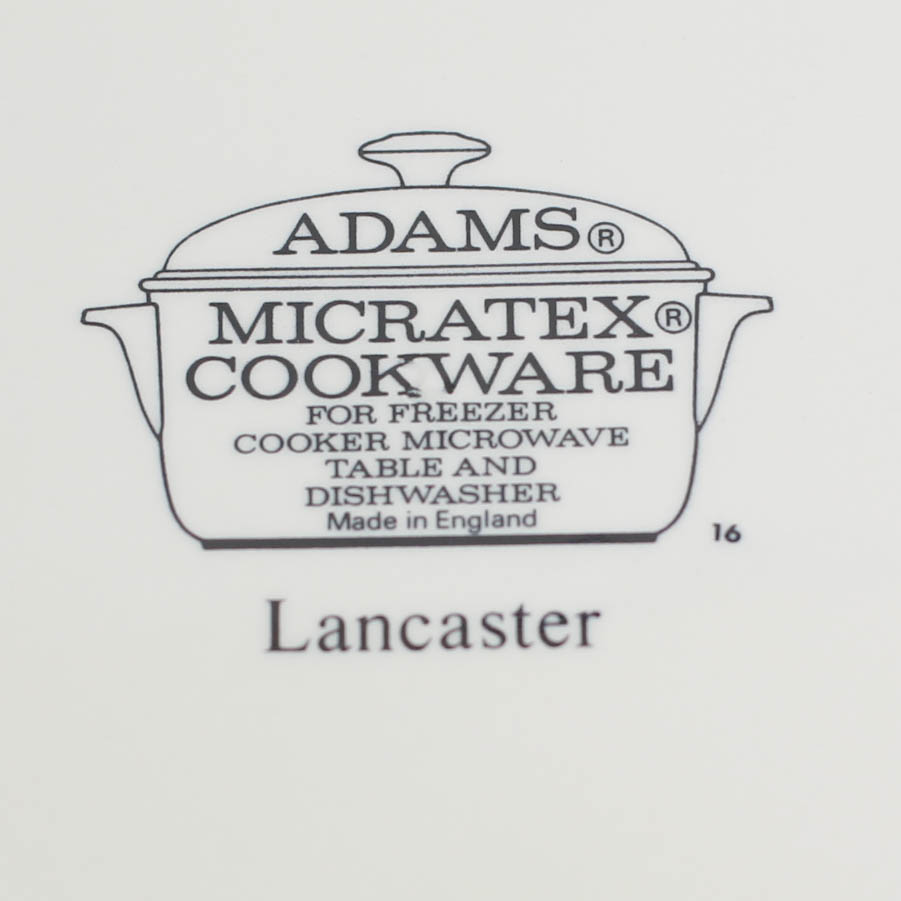 ADAMS®
MICRATEX®
COOKWARE
FOR FREEZER
COOKER MICROWAVE
TABLE AND
DISHWASHER
Made in England
16
Lancaster